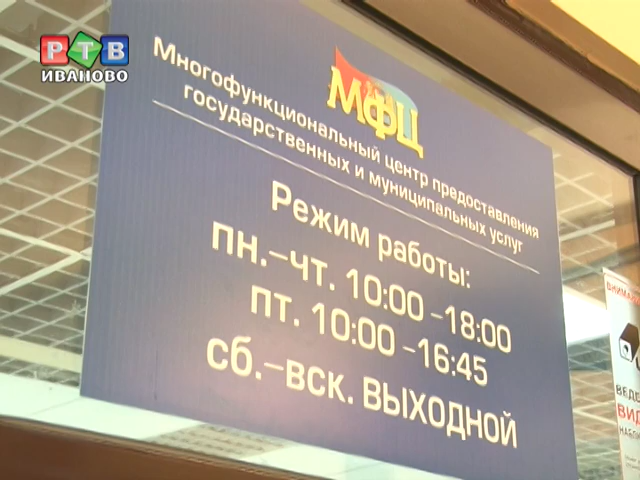 РТВ
ИВАНОВО
МФЦ
Многофункциональный центр предоставления
государственных и муниципальных услуг
Режим работы:
пн.–чт. 10:00 –18:00
пт. 10:00 –16:45
сб.–вск. ВЫХОДНОЙ